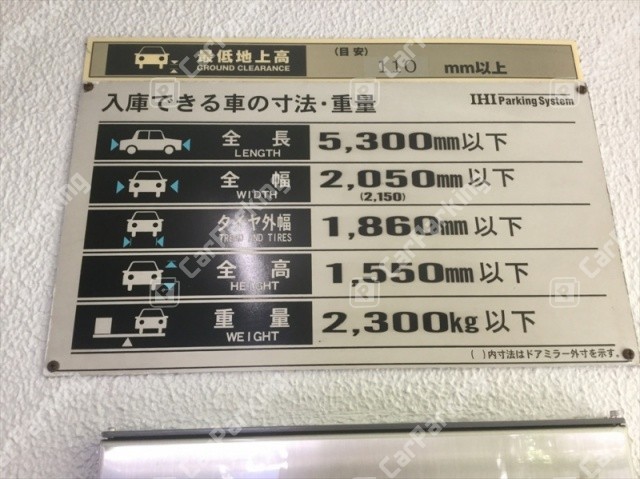 最低地上高
GROUND CLEARANCE
(目安)
110 mm以上
入庫できる車の寸法・重量
IHI Parking System
全長
LENGTH
5,300mm以下
全幅
WIDTH
2,050mm以下
(2,150)
タイヤ外幅
TREAD AND TIRES
1,860mm以下
全高
HEIGHT
1,550mm以下
重量
WEIGHT
2,300kg以下
( )内寸法はドアミラー外寸を示す。
CarParking